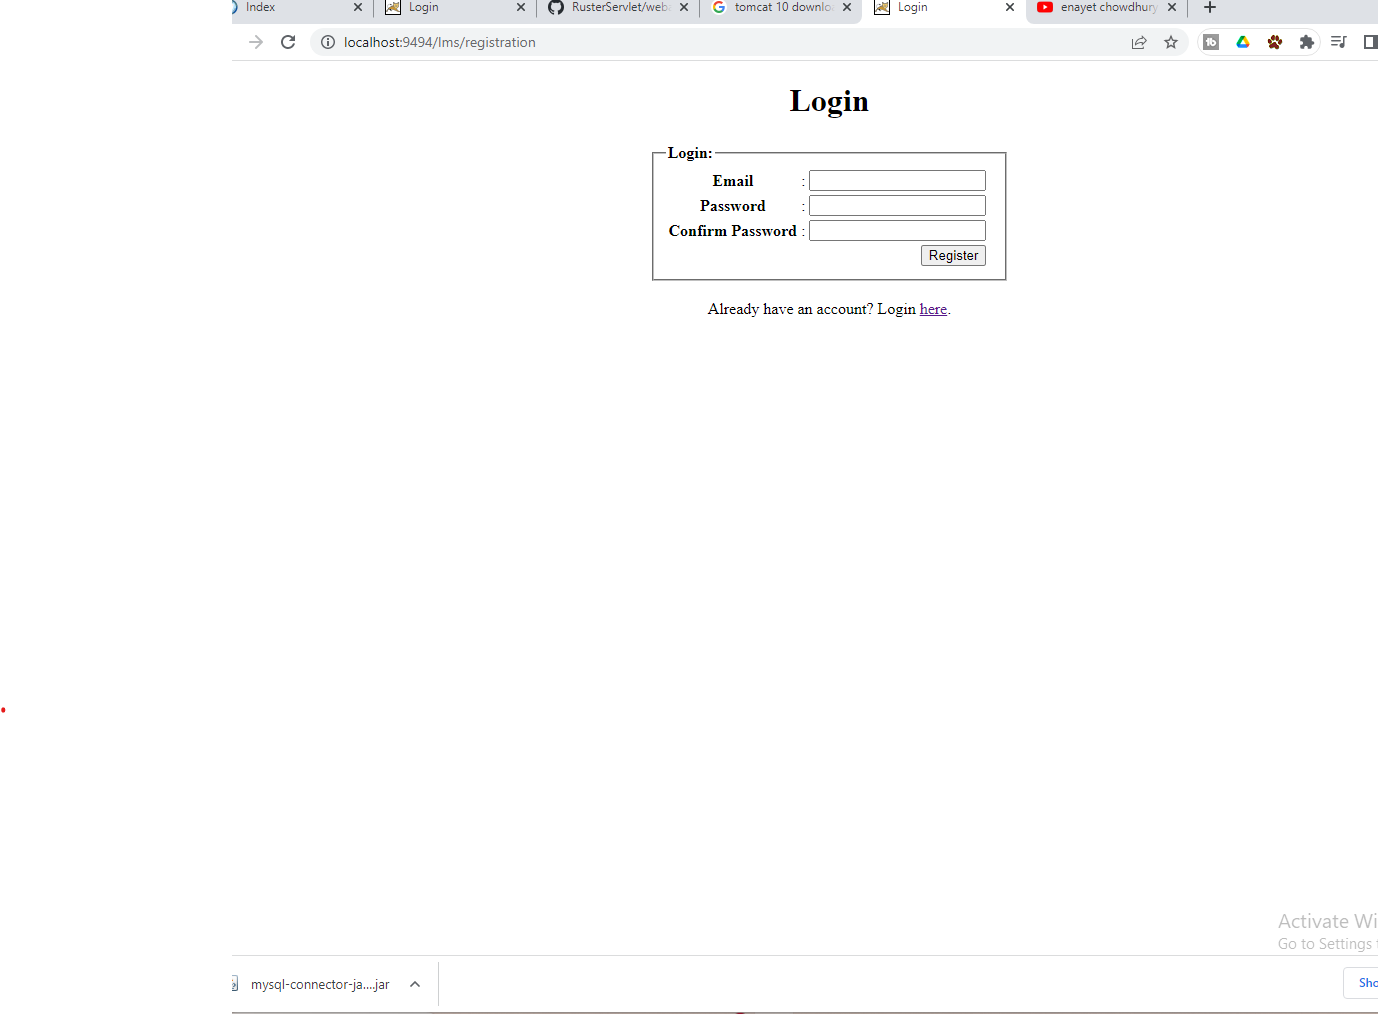 Index
Login
RusterServlet/web
tomcat 10 downlo
Login
enayet chowdhury
localhost:9494/lms/registration
Login
Login:
Email :
Password :
Confirm Password :
Register
Already have an account? Login here.
Activate Wi
Go to Settings
mysql-connector-ja....jar
Sho